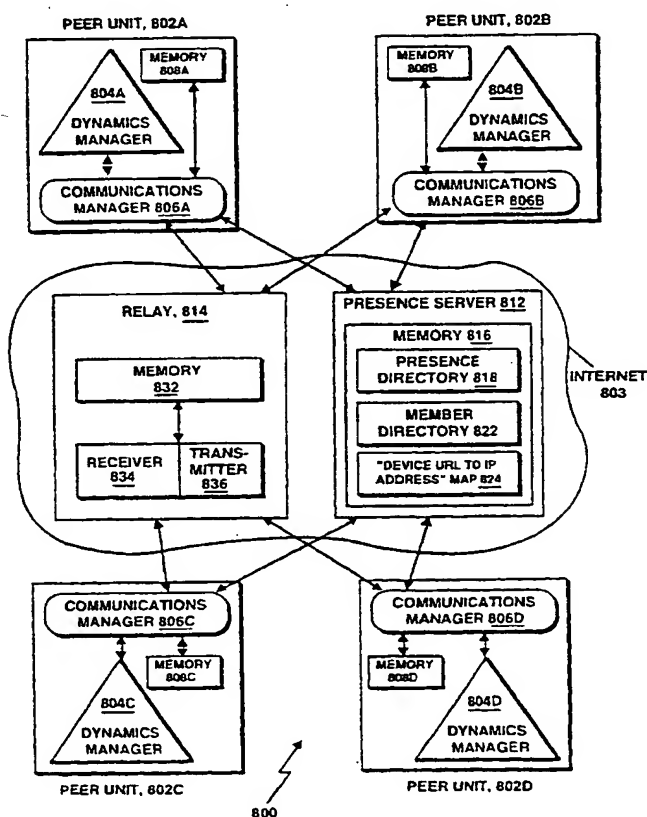 PEER UNIT, 802A
PEER UNIT, 802B
MEMORY
808A
804A
DYNAMICS
MANAGER
COMMUNICATIONS
MANAGER 806A
MEMORY
808B
804B
DYNAMICS
MANAGER
COMMUNICATIONS
MANAGER 806B
RELAY, 814
MEMORY
832
RECEIVER
834
TRANS-
MITTER
836
PRESENCE SERVER 812
MEMORY 816
PRESENCE
DIRECTORY 818
MEMBER
DIRECTORY 822
"DEVICE URL TO IP
ADDRESS" MAP 824
INTERNET
803
COMMUNICATIONS
MANAGER 806C
MEMORY
808C
804C
DYNAMICS
MANAGER
PEER UNIT, 802C
COMMUNICATIONS
MANAGER 806D
MEMORY
808D
804D
DYNAMICS
MANAGER
PEER UNIT, 802D
800